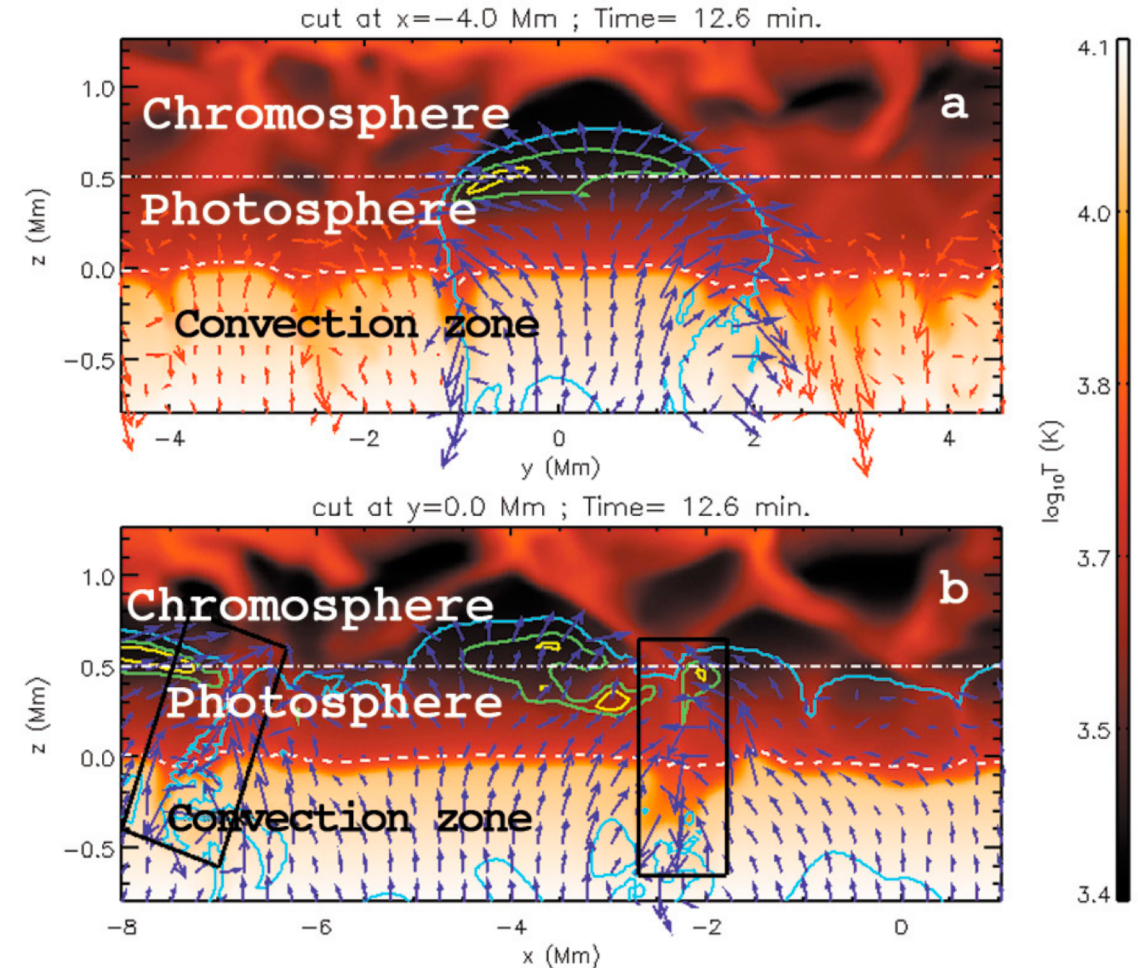 cut at x=−4.0 Mm ; Time= 12.6 min.
a
Chromosphere
Photosphere
Convection zone
1.0
0.5
0.0
−0.5
z (Mm)
−4 −2 0 2 4
y (Mm)
cut at y=0.0 Mm ; Time= 12.6 min.
b
Chromosphere
Photosphere
Convection zone
1.0
0.5
0.0
−0.5
z (Mm)
−8 −6 −4 −2 0
x (Mm)
4.1
4.0
3.8
3.7
3.5
3.4
log10T (K)